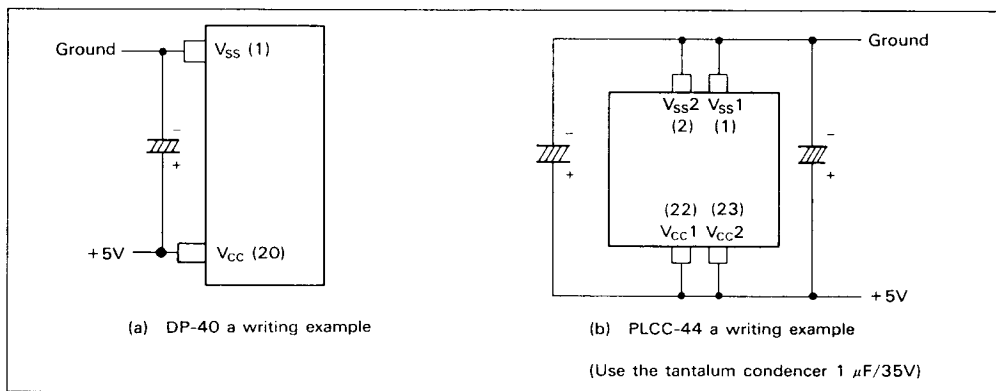 Ground
V_SS (1)
−
+
+5V
V_CC (20)
(a) DP-40 a writing example
Ground
V_SS2 V_SS1
(2) (1)
− −
+ +
(22) (23)
V_CC1 V_CC2
+5V
(b) PLCC-44 a writing example
(Use the tantalum condencer 1 μF/35V)